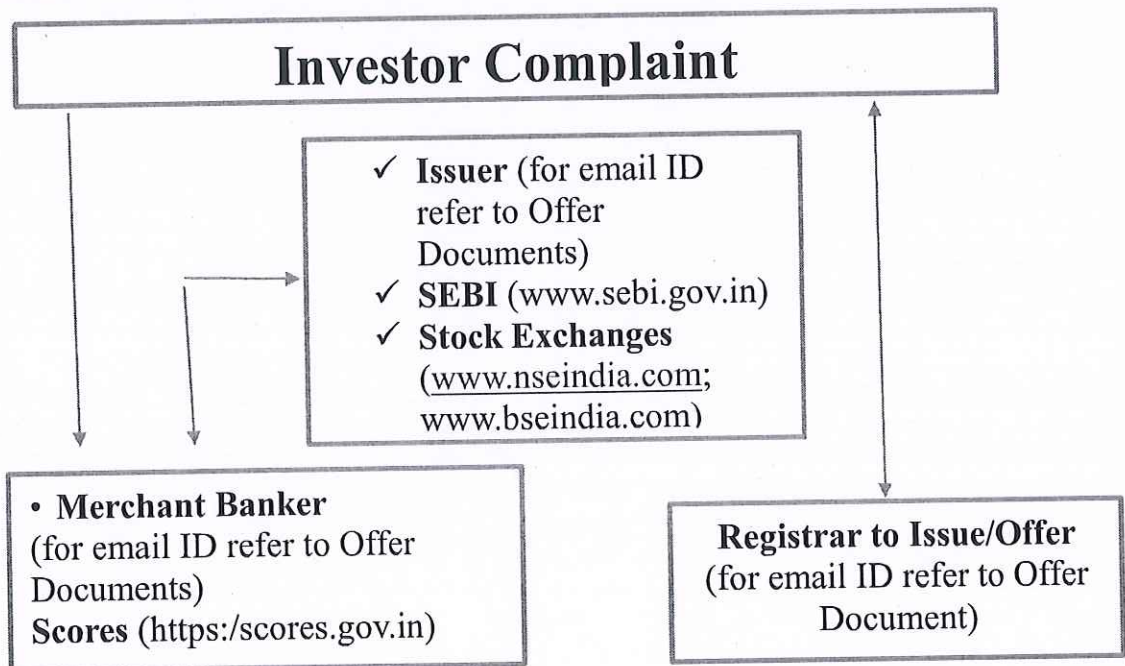 Investor Complaint
✓ Issuer (for email ID
refer to Offer
Documents)
✓ SEBI (www.sebi.gov.in)
✓ Stock Exchanges
(www.nseindia.com;
www.bseindia.com)
• Merchant Banker
(for email ID refer to Offer
Documents)
Scores (https:/scores.gov.in)
Registrar to Issue/Offer
(for email ID refer to Offer
Document)